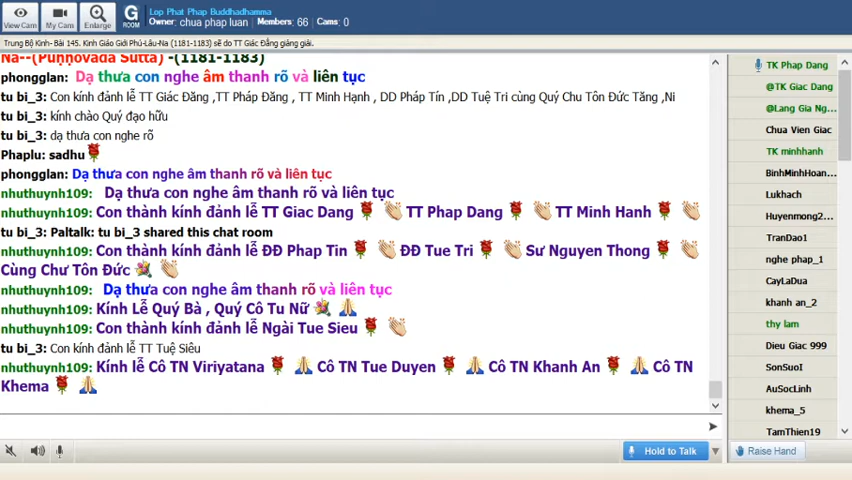 View Cam
My Cam
Enlarge
G
ROOM
Lop Phat Phap Buddhadhamma
Owner: chua phap luan Members: 66 Cams: 0
Trung Bộ Kinh- Bài 145. Kinh Giáo Giới Phú-Lâu-Na (1181-1183) sẽ do TT Giác Đẳng giảng giải.
Na--(Puṇṇovàda Sutta) -(1181-1183)
phongglan: Dạ thưa con nghe âm thanh rõ và liên tục
tu bi_3: Con kính đảnh lễ TT Giác Đăng ,TT Pháp Đăng , TT Minh Hạnh , DD Pháp Tín ,DD Tuệ Tri cùng Quý Chu Tôn Đức Tăng ,Ni
tu bi_3: kính chào Quý đạo hữu
tu bi_3: dạ thưa con nghe rõ
Phaplu: sadhu
phongglan: Dạ thưa con nghe âm thanh rõ và liên tục
nhuthuynh109: Dạ thưa con nghe âm thanh rõ và liên tục
nhuthuynh109: Con thành kính đảnh lễ TT Giac Dang TT Phap Dang TT Minh Hanh
tu bi_3: Paltalk: tu bi_3 shared this chat room
nhuthuynh109: Con thành kính đảnh lễ ĐĐ Phap Tin ĐĐ Tue Tri Sư Nguyen Thong
Cùng Chư Tôn Đức
nhuthuynh109: Dạ thưa con nghe âm thanh rõ và liên tục
nhuthuynh109: Kính Lễ Quý Bà , Quý Cô Tu Nữ
nhuthuynh109: Con thành kính đảnh lễ Ngài Tue Sieu
tu bi_3: Con kính đảnh lễ TT Tuệ Siêu
nhuthuynh109: Kính lễ Cô TN Viriyatana Cô TN Tue Duyen Cô TN Khanh An Cô TN
Khema
TK Phap Dang
@TK Giac Dang
@Lang Gia Ng...
Chua Vien Giac
TK minhhanh
BinhMinhHoan...
Lukhach
Huyenmong2...
TranDao1
nghe phap_1
CayLaDua
khanh an_2
thy lam
Dieu Giac 999
SonSuoI
AuSocLinh
khema_5
TamThien19
Hold to Talk
Raise Hand